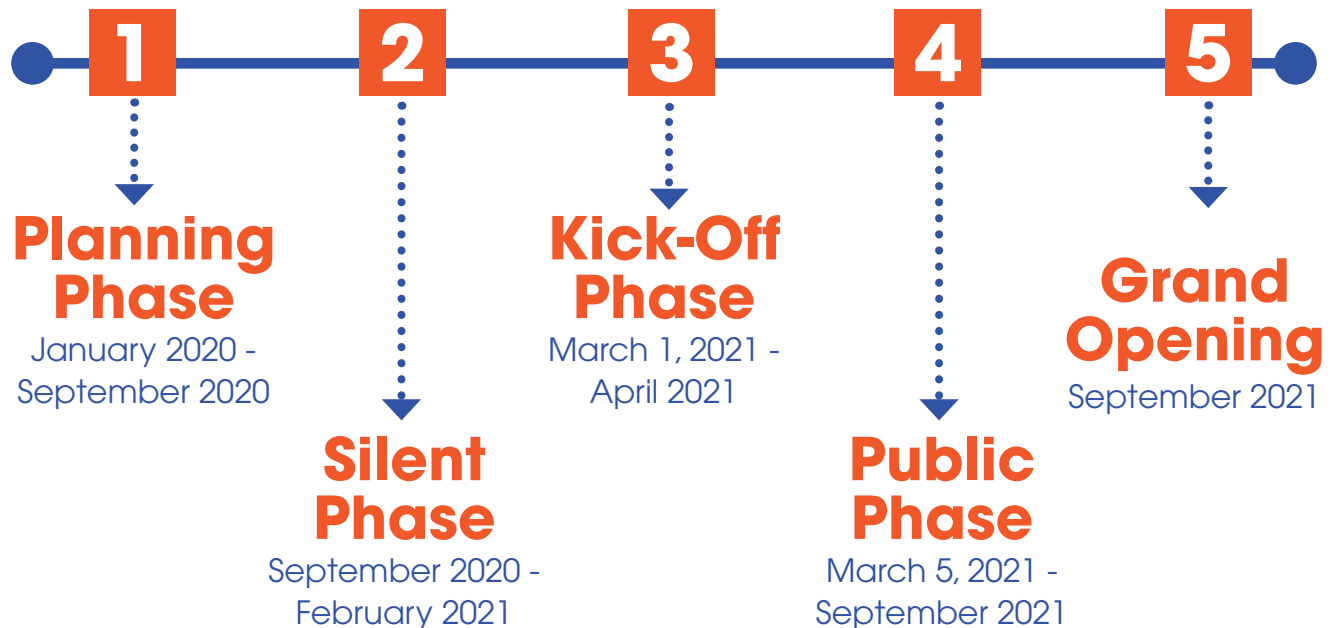 1
2
3
4
5
Planning
Phase
January 2020 -
September 2020
Silent
Phase
September 2020 -
February 2021
Kick-Off
Phase
March 1, 2021 -
April 2021
Public
Phase
March 5, 2021 -
September 2021
Grand
Opening
September 2021